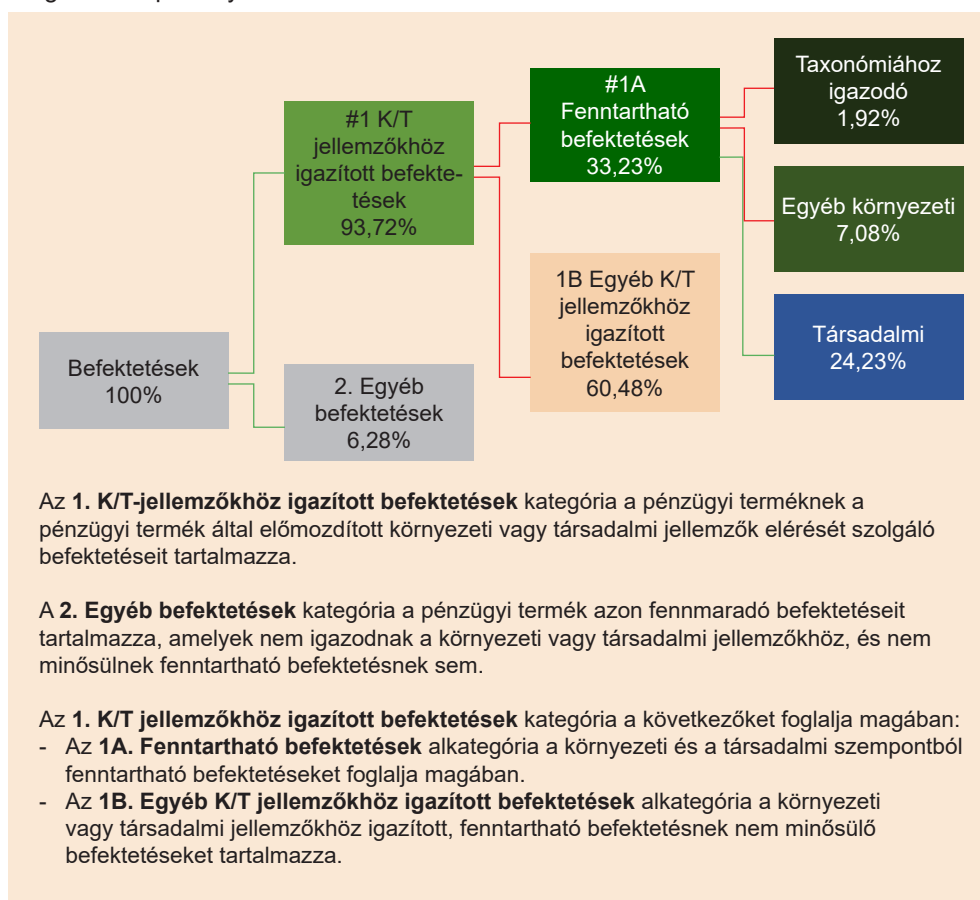 #1 K/T
jellemzőkhöz
igazított befekte-
tések
93,72%
#1A
Fenntartható
befektetések
33,23%
Taxonómiához
igazodó
1,92%
Egyéb környezeti
7,08%
1B Egyéb K/T
jellemzőkhöz
igazított
befektetések
60,48%
Társadalmi
24,23%
Befektetések
100%
2. Egyéb
befektetések
6,28%
Az 1. K/T-jellemzőkhöz igazított befektetések kategória a pénzügyi terméknek a
pénzügyi termék által előmozdított környezeti vagy társadalmi jellemzők elérését szolgáló
befektetéseit tartalmazza.
A 2. Egyéb befektetések kategória a pénzügyi termék azon fennmaradó befektetéseit
tartalmazza, amelyek nem igazodnak a környezeti vagy társadalmi jellemzőkhöz, és nem
minősülnek fenntartható befektetésnek sem.
Az 1. K/T jellemzőkhöz igazított befektetések kategória a következőket foglalja magában:
- Az 1A. Fenntartható befektetések alkategória a környezeti és a társadalmi szempontból
fenntartható befektetéseket foglalja magában.
- Az 1B. Egyéb K/T jellemzőkhöz igazított befektetések alkategória a környezeti
vagy társadalmi jellemzőkhöz igazított, fenntartható befektetésnek nem minősülő
befektetéseket tartalmazza.